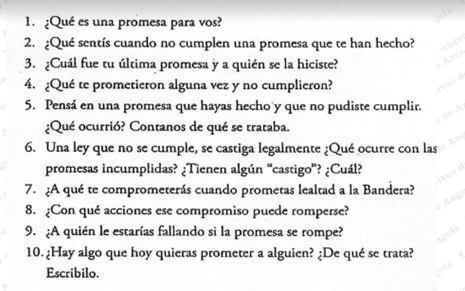 1. ¿Qué es una promesa para vos?
2. ¿Qué sentís cuando no cumplen una promesa que te han hecho?
3. ¿Cuál fue tu última promesa y a quién se la hiciste?
4. ¿Qué te prometieron alguna vez y no cumplieron?
5. Pensá en una promesa que hayas hecho y que no pudiste cumplir.
¿Qué ocurrió? Contanos de qué se trataba.
6. Una ley que no se cumple, se castiga legalmente ¿Qué ocurre con las
promesas incumplidas? ¿Tienen algún "castigo"? ¿Cuál?
7. ¿A qué te comprometerás cuando prometas lealtad a la Bandera?
8. ¿Con qué acciones ese compromiso puede romperse?
9. ¿A quién le estarías fallando si la promesa se rompe?
10. ¿Hay algo que hoy quieras prometer a alguien? ¿De qué se trata?
Escribilo.